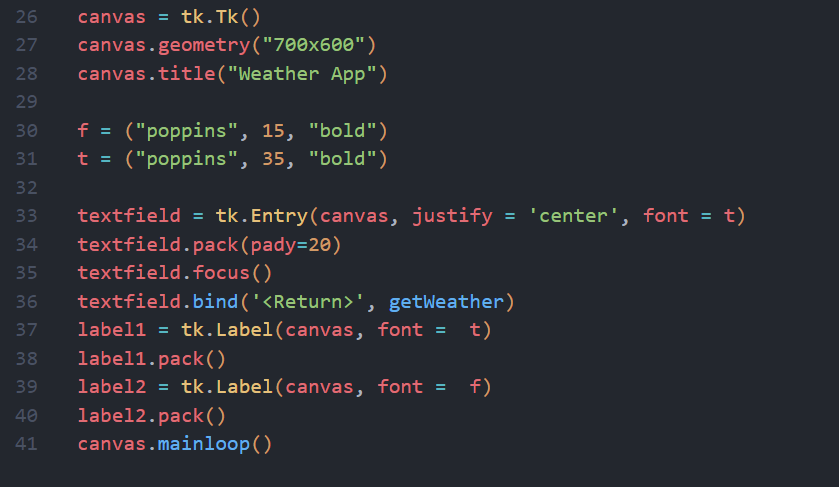 26 canvas = tk.Tk()
27 canvas.geometry("700x600")
28 canvas.title("Weather App")
29
30 f = ("poppins", 15, "bold")
31 t = ("poppins", 35, "bold")
32
33 textfield = tk.Entry(canvas, justify = 'center', font = t)
34 textfield.pack(pady=20)
35 textfield.focus()
36 textfield.bind('<Return>', getWeather)
37 label1 = tk.Label(canvas, font =  t)
38 label1.pack()
39 label2 = tk.Label(canvas, font =  f)
40 label2.pack()
41 canvas.mainloop()